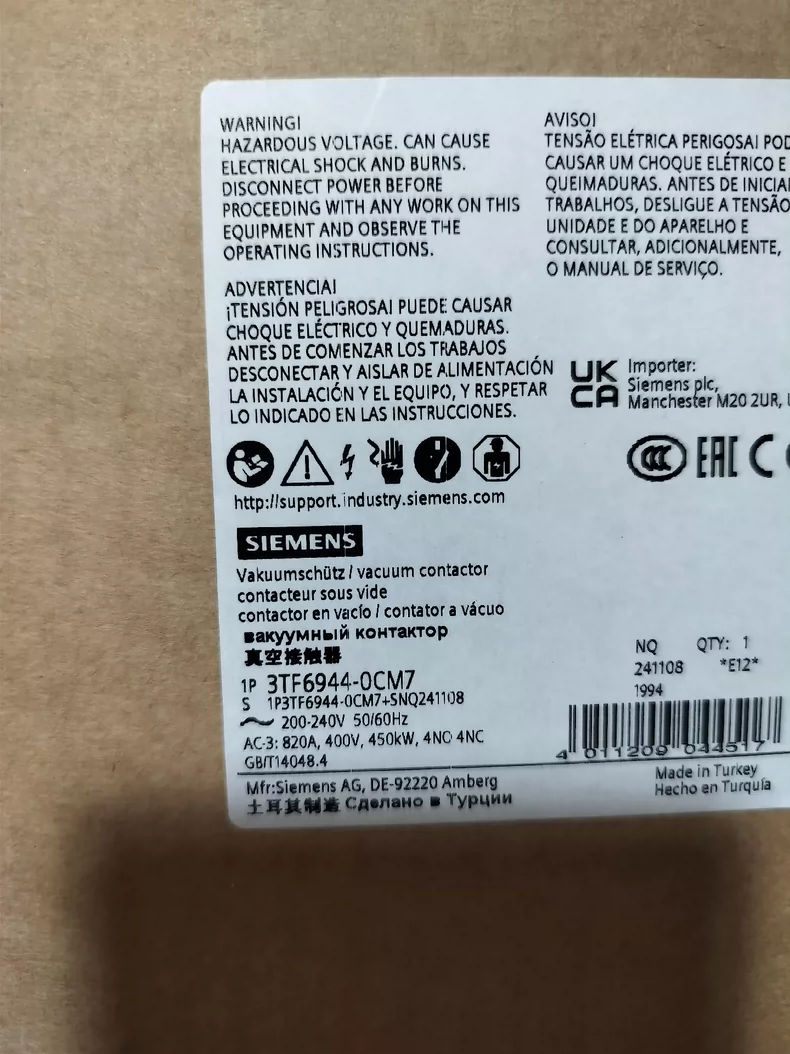 WARNING!
HAZARDOUS VOLTAGE. CAN CAUSE
ELECTRICAL SHOCK AND BURNS.
DISCONNECT POWER BEFORE
PROCEEDING WITH ANY WORK ON THIS
EQUIPMENT AND OBSERVE THE
OPERATING INSTRUCTIONS.
ADVERTENCIA!
¡TENSIÓN PELIGROSA! PUEDE CAUSAR
CHOQUE ELÉCTRICO Y QUEMADURAS.
ANTES DE COMENZAR LOS TRABAJOS
DESCONECTAR Y AISLAR DE ALIMENTACIÓN
LA INSTALACIÓN Y EL EQUIPO, Y RESPETAR
LO INDICADO EN LAS INSTRUCCIONES.
AVISO!
TENSÃO ELÉTRICA PERIGOSA! POD
CAUSAR UM CHOQUE ELÉTRICO E
QUEIMADURAS. ANTES DE INICIAR
TRABALHOS, DESLIGUE A TENSÃO
UNIDADE E DO APARELHO E
CONSULTAR, ADICIONALMENTE,
O MANUAL DE SERVIÇO.
UK
CA
Importer:
Siemens plc,
Manchester M20 2UR,
CCC EAC C
http://support.industry.siemens.com
SIEMENS
Vakuumschütz / vacuum contactor
contacteur sous vide
contactor en vacío / contator a vácuo
вакуумный контактор
真空接触器
1P 3TF6944-0CM7
S 1P3TF6944-0CM7+SNQ241108
200-240V 50/60Hz
AC-3: 820A, 400V, 450kW, 4NO 4NC
GB/T14048.4
NQ QTY: 1
241108 *E12*
1994
4 011209 044517
Mfr:Siemens AG, DE-92220 Amberg
土耳其制造 Сделано в Турции
Made in Turkey
Hecho en Turquía